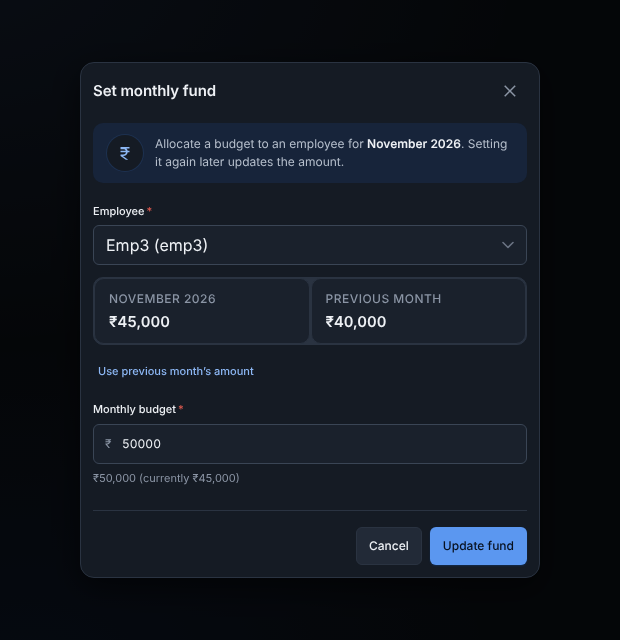 Set monthly fund
₹
Allocate a budget to an employee for November 2026. Setting
it again later updates the amount.
Employee *
Emp3 (emp3)
NOVEMBER 2026
₹45,000
PREVIOUS MONTH
₹40,000
Use previous month’s amount
Monthly budget *
₹ 50000
₹50,000 (currently ₹45,000)
Cancel
Update fund